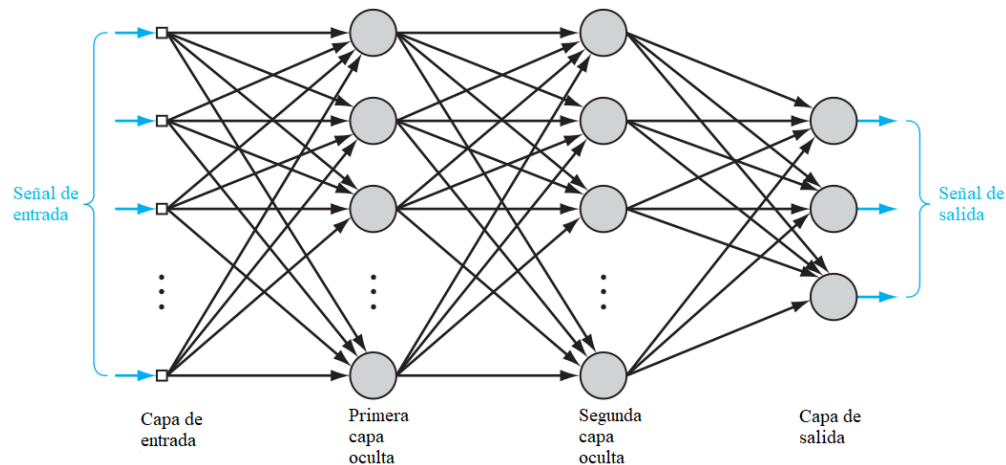 Señal de
entrada
Señal de
salida
Capa de
entrada
Primera
capa
oculta
Segunda
capa
oculta
Capa de
salida